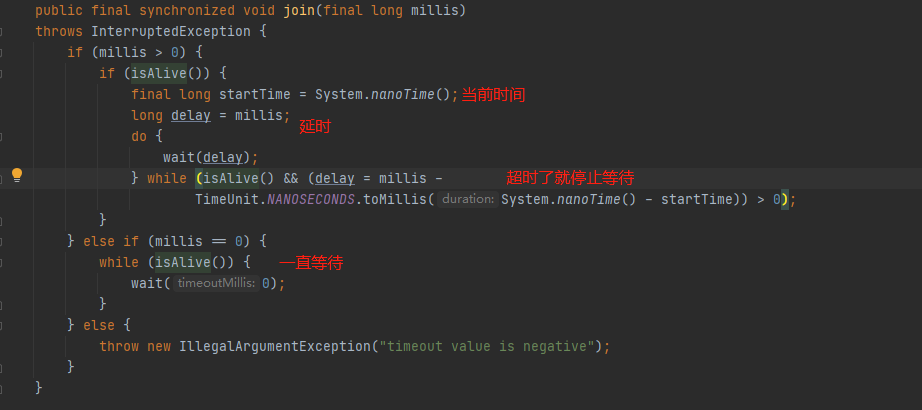 public final synchronized void join(final long millis)
throws InterruptedException {
if (millis > 0) {
if (isAlive()) {
final long startTime = System.nanoTime();当前时间
long delay = millis;
延时
do {
wait(delay);
} while (isAlive() && (delay = millis - 超时了就停止等待
TimeUnit.NANOSECONDS.toMillis( duration: System.nanoTime() - startTime)) > 0);
}
} else if (millis == 0) {
while (isAlive()) { 一直等待
wait( timeoutMillis: 0);
}
} else {
throw new IllegalArgumentException("timeout value is negative");
}
}